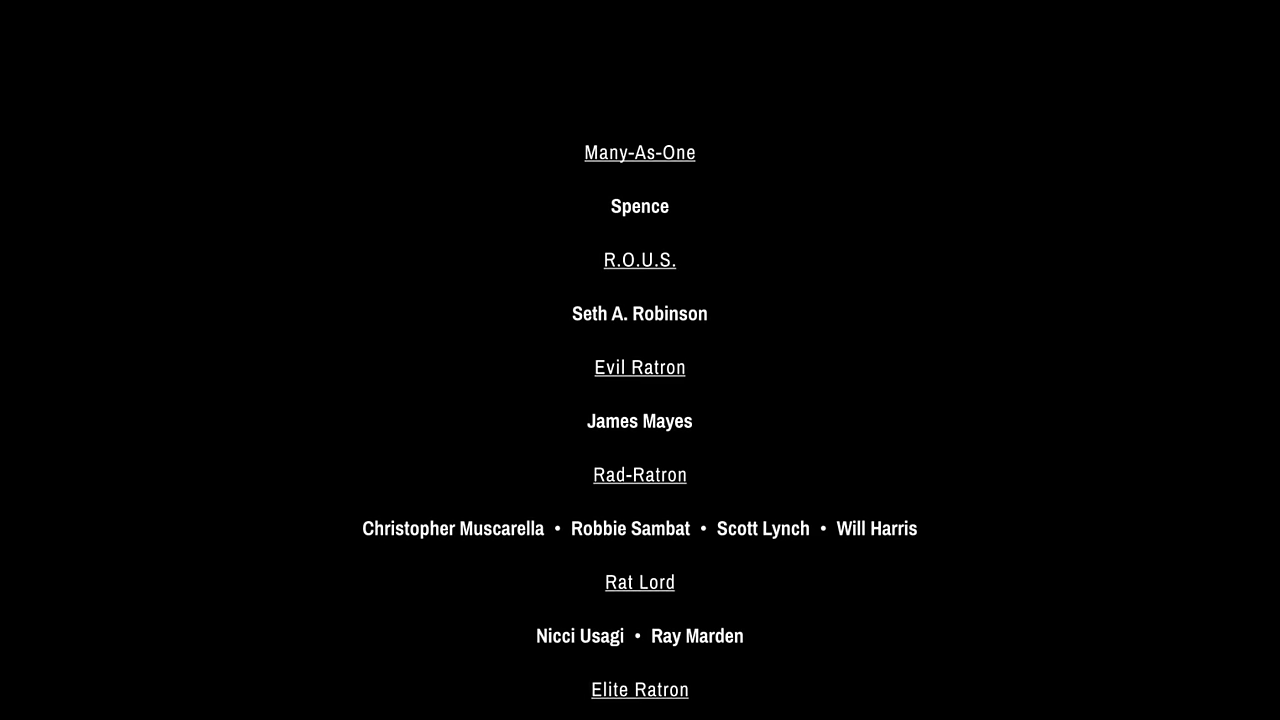 Many-As-One
Spence
R.O.U.S.
Seth A. Robinson
Evil Ratron
James Mayes
Rad-Ratron
Christopher Muscarella • Robbie Sambat • Scott Lynch • Will Harris
Rat Lord
Nicci Usagi • Ray Marden
Elite Ratron